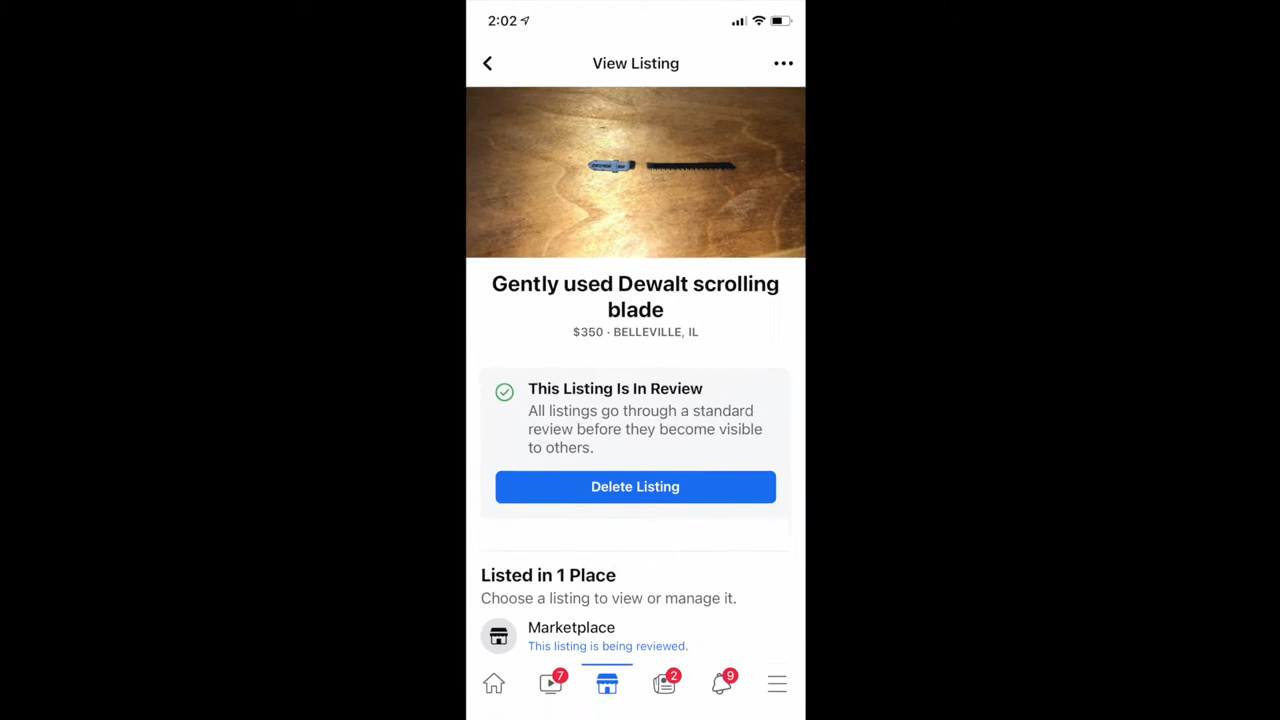 2:02
View Listing
Gently used Dewalt scrolling
blade
$350 · BELLEVILLE, IL
This Listing Is In Review
All listings go through a standard
review before they become visible
to others.
Delete Listing
Listed in 1 Place
Choose a listing to view or manage it.
Marketplace
This listing is being reviewed.
7
2
9